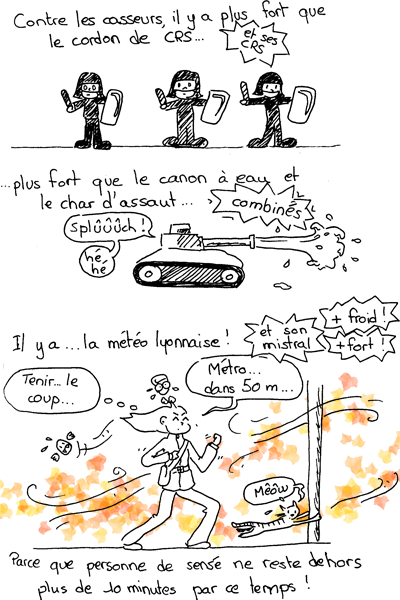 Contre les casseurs, il y a plus fort que
le cordon de CRS...
et ses
CRS
...plus fort que le canon à eau et
le char d'assaut...
combinés
splûûûch !
hé
hé
Il y a... la météo lyonnaise !
et son
mistral
+ froid !
+ fort !
Tenir... le
coup...
Métro...
dans 50 m...
Mêôw
Parce que personne de sensé ne reste dehors
plus de 10 minutes par ce temps !